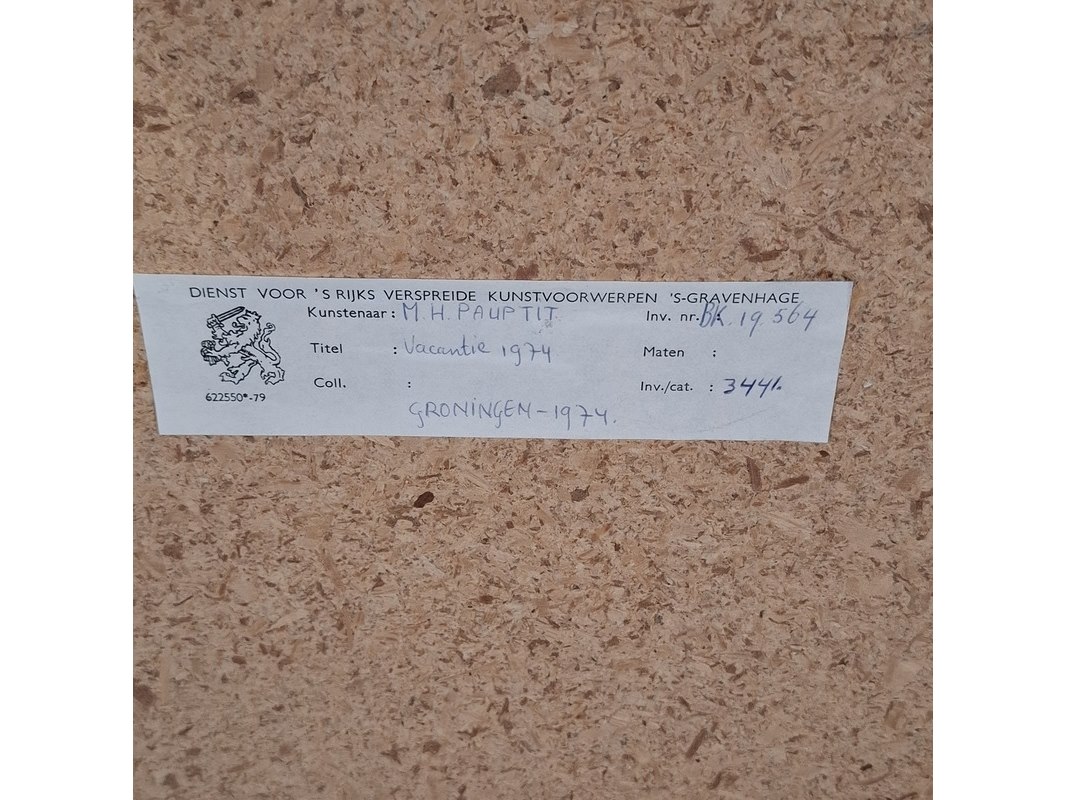 DIENST VOOR 'S RIJKS VERSPREIDE KUNSTVOORWERPEN 'S-GRAVENHAGE
Kunstenaar : M.H. PAUPTIT. Inv. nr. : BK. 19.564
Titel : Vacantie 1974 Maten :
Coll. : Inv./cat. : 3441.
622550*-79
GRONINGEN – 1974.